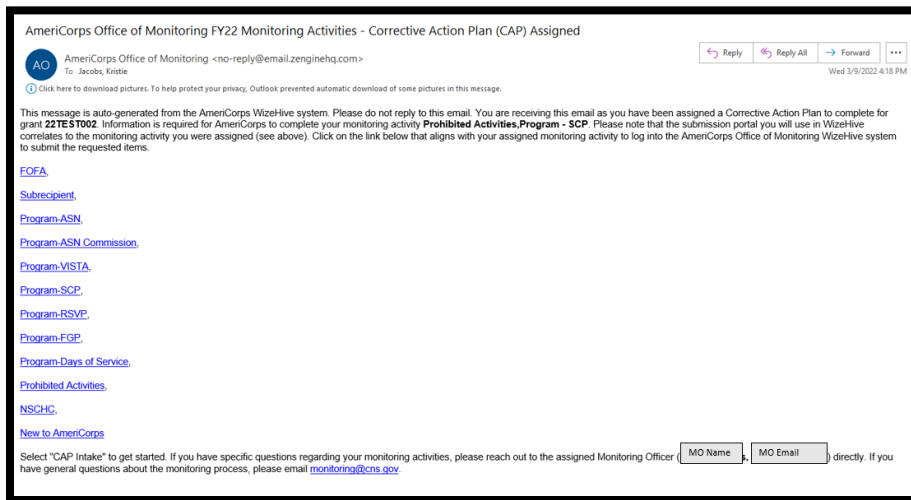 AmeriCorps Office of Monitoring FY22 Monitoring Activities - Corrective Action Plan (CAP) Assigned
AO
AmeriCorps Office of Monitoring <no-reply@email.zenginehq.com>
To Jacobs, Kristie
Reply
Reply All
Forward
...
Wed 3/9/2022 4:18 PM
Click here to download pictures. To help protect your privacy, Outlook prevented automatic download of some pictures in this message.
This message is auto-generated from the AmeriCorps WizeHive system. Please do not reply to this email. You are receiving this email as you have been assigned a Corrective Action Plan to complete for
grant 22TEST002. Information is required for AmeriCorps to complete your monitoring activity Prohibited Activities,Program - SCP. Please note that the submission portal you will use in WizeHive
correlates to the monitoring activity you were assigned (see above). Click on the link below that aligns with your assigned monitoring activity to log into the AmeriCorps Office of Monitoring WizeHive system
to submit the requested items.
FOFA,
Subrecipient,
Program-ASN,
Program-ASN Commission,
Program-VISTA,
Program-SCP,
Program-RSVP,
Program-FGP,
Program-Days of Service,
Prohibited Activities,
NSCHC,
New to AmeriCorps
Select "CAP Intake" to get started. If you have specific questions regarding your monitoring activities, please reach out to the assigned Monitoring Officer ( MO Name s, MO Email ) directly. If you
have general questions about the monitoring process, please email monitoring@cns.gov.